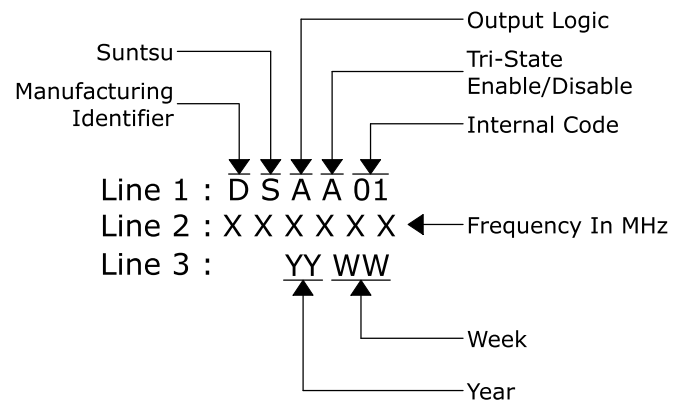 Output Logic
Suntsu
Tri-State
Enable/Disable
Manufacturing
Identifier
Internal Code
Line 1 : D S A A 01
Line 2 : X X X X X X
Frequency In MHz
Line 3 : YY WW
Week
Year